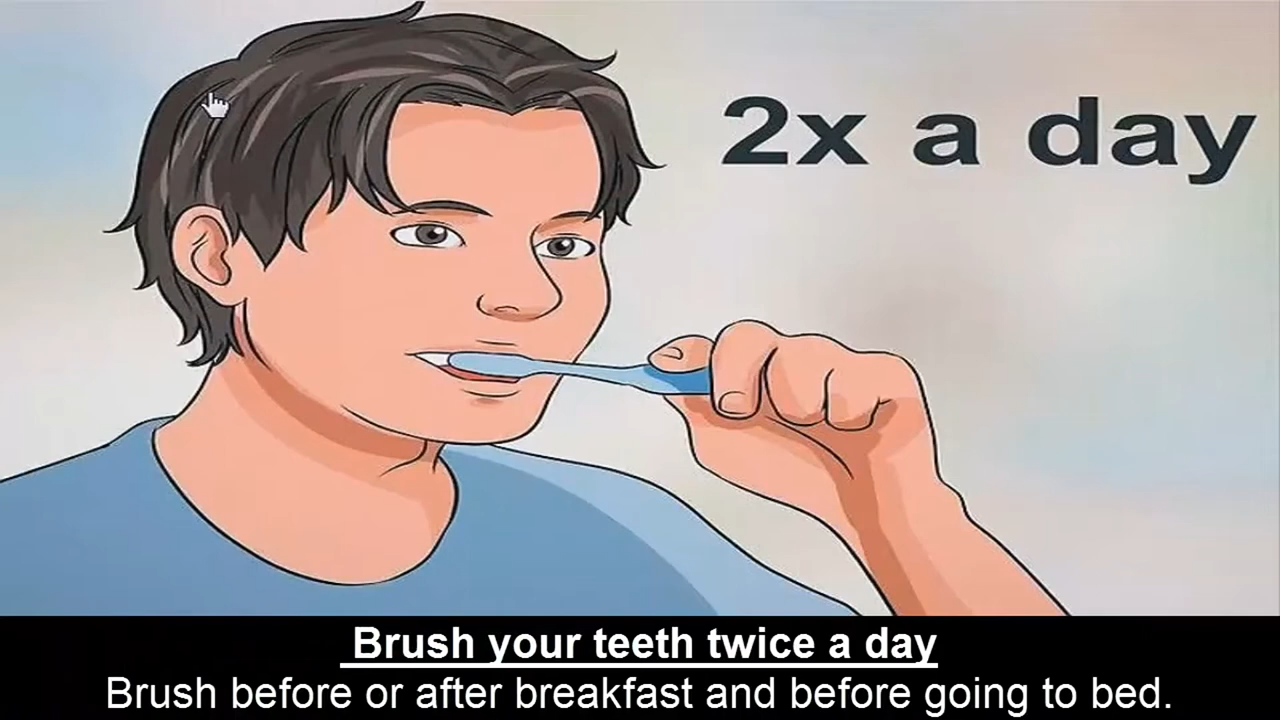 2x a day
Brush your teeth twice a day
Brush before or after breakfast and before going to bed.